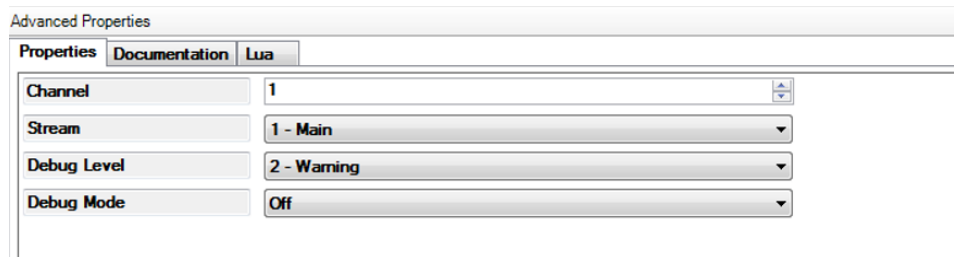 Advanced Properties
Properties Documentation Lua
Channel 1
Stream 1 - Main
Debug Level 2 - Warning
Debug Mode Off